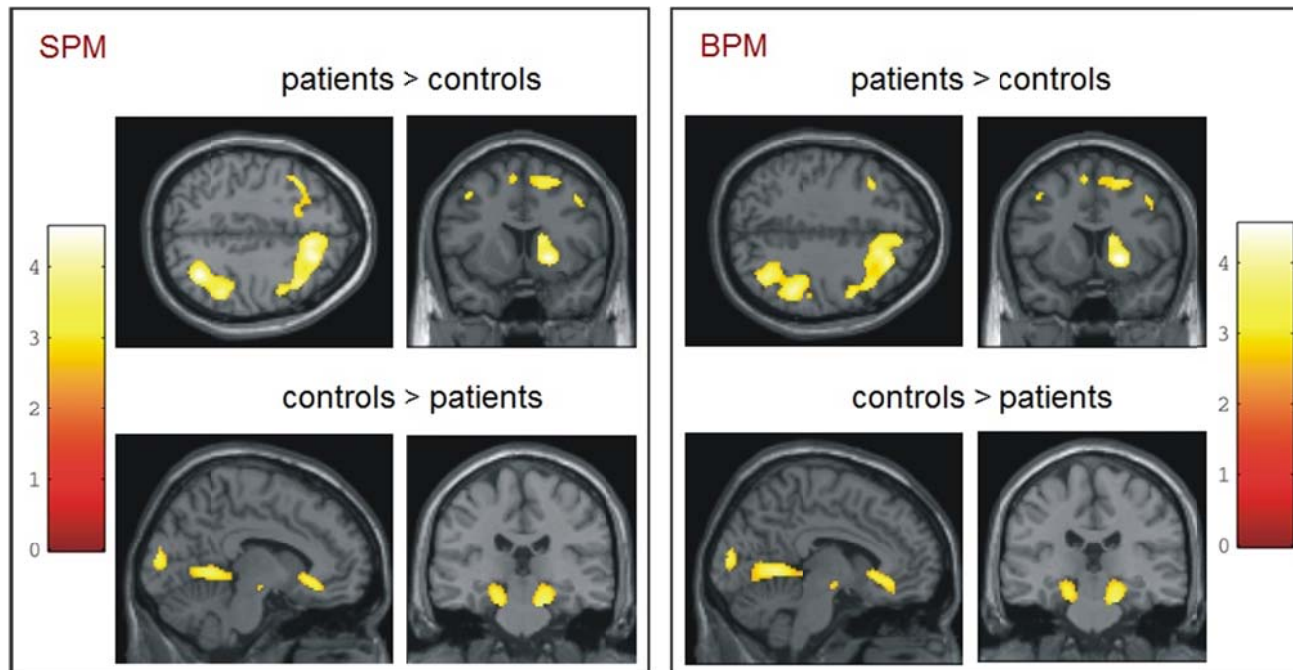 SPM
patients > controls
4
3
2
1
0
controls > patients
BPM
patients > controls
4
3
2
1
0
controls > patients